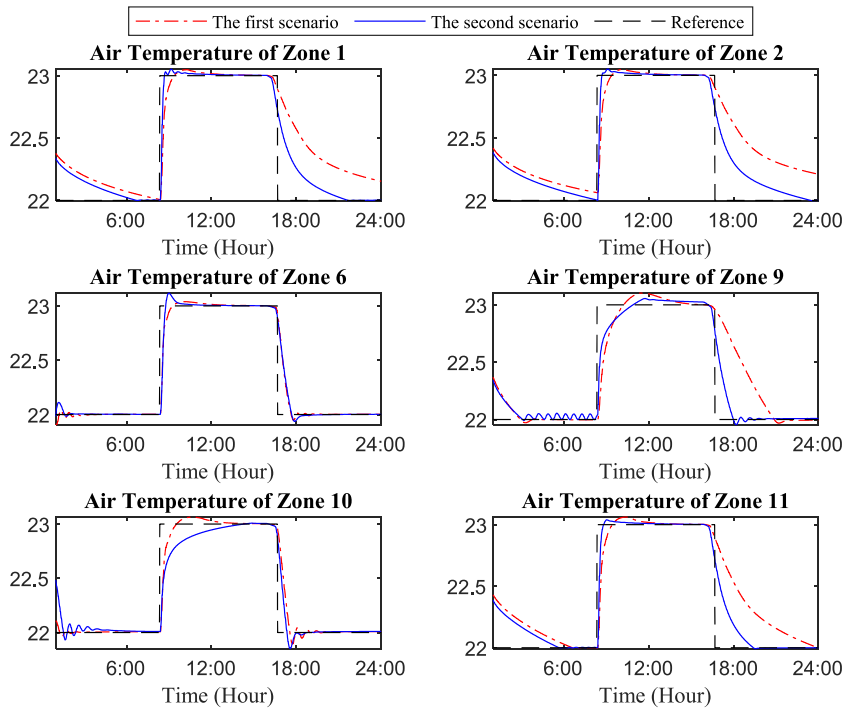 The first scenario The second scenario Reference
Air Temperature of Zone 1
23
22.5
22
6:00 12:00 18:00 24:00
Time (Hour)
Air Temperature of Zone 2
23
22.5
22
6:00 12:00 18:00 24:00
Time (Hour)
Air Temperature of Zone 6
23
22.5
22
6:00 12:00 18:00 24:00
Time (Hour)
Air Temperature of Zone 9
23
22.5
22
6:00 12:00 18:00 24:00
Time (Hour)
Air Temperature of Zone 10
23
22.5
22
6:00 12:00 18:00 24:00
Time (Hour)
Air Temperature of Zone 11
23
22.5
22
6:00 12:00 18:00 24:00
Time (Hour)